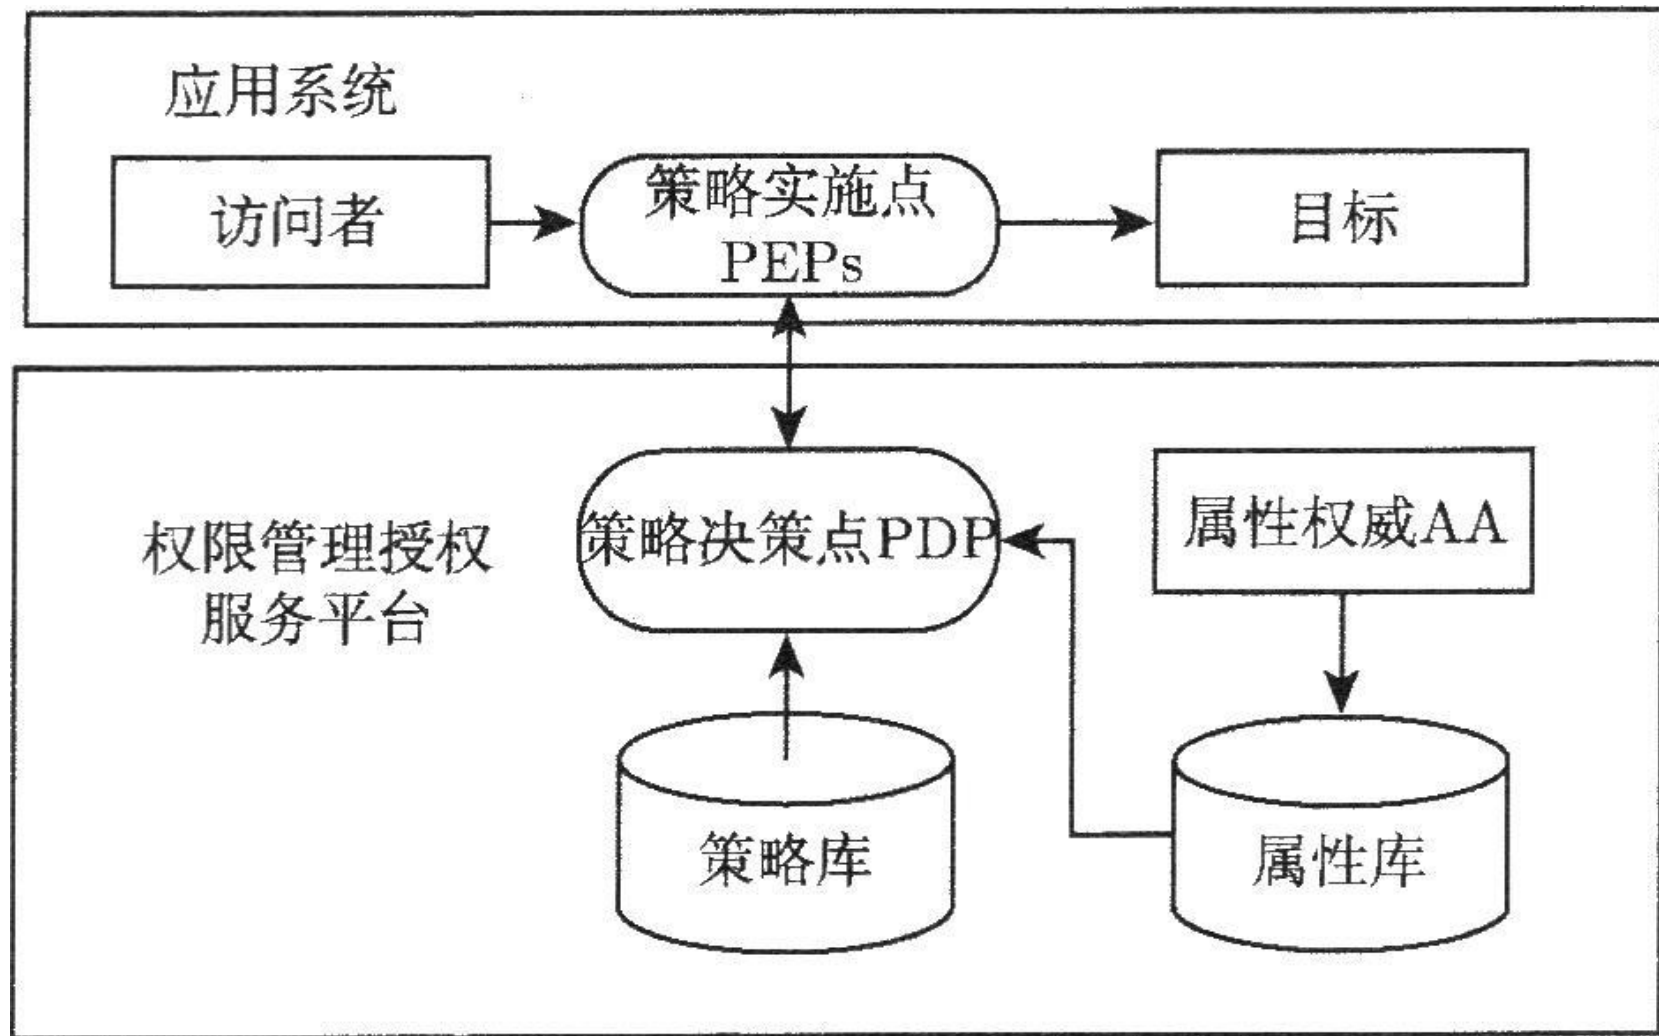 应用系统
访问者
策略实施点
PEPs
目标
策略决策点PDP
属性权威AA
权限管理授权
服务平台
策略库
属性库